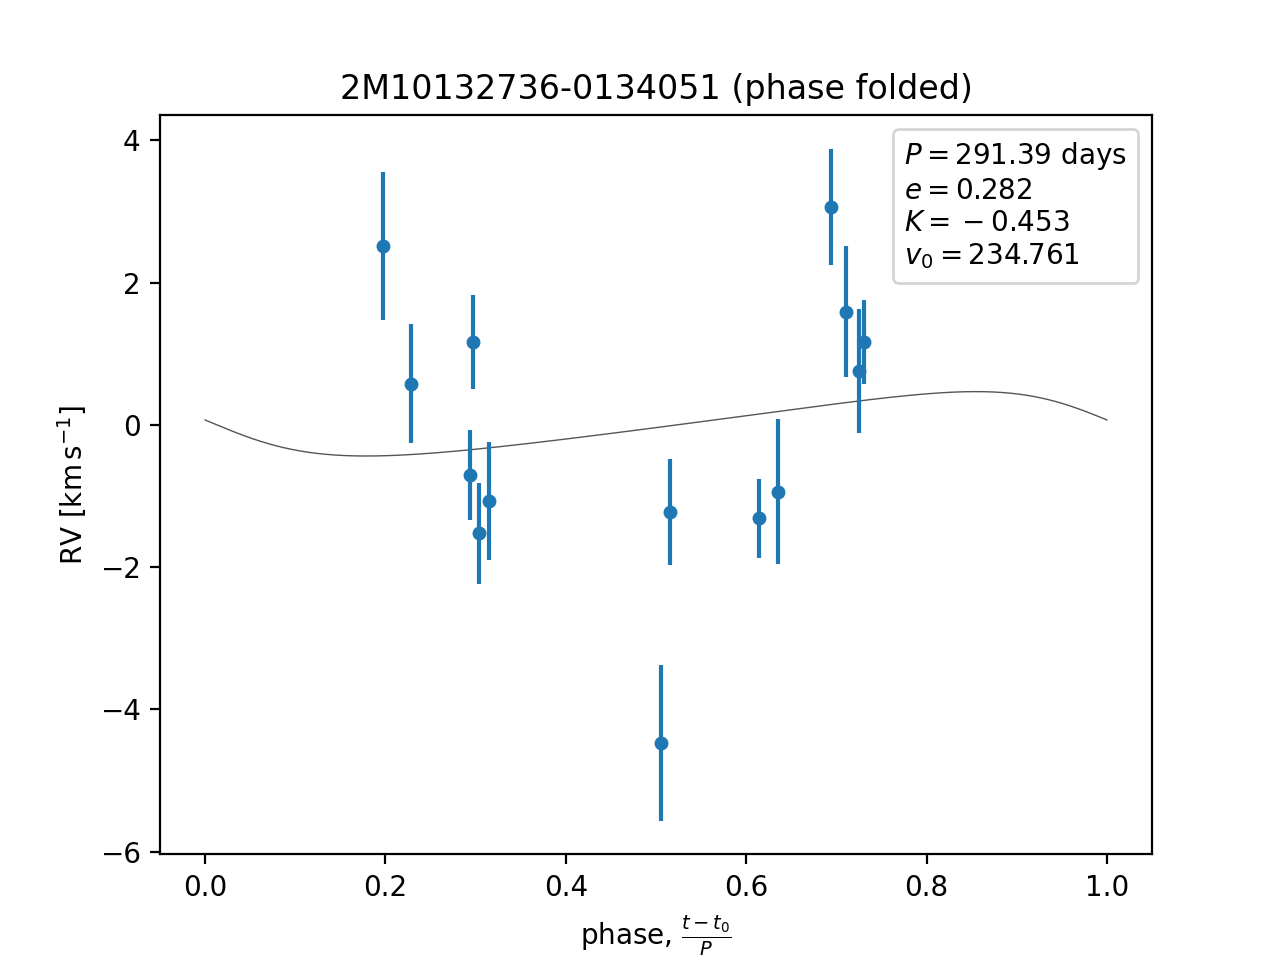 2M10132736-0134051 (phase folded)
P = 291.39 days
e = 0.282
K = −0.453
v₀ = 234.761
4
2
0
−2
−4
−6
RV [km s⁻¹]
0.0 0.2 0.4 0.6 0.8 1.0
phase, (t − t₀)/P